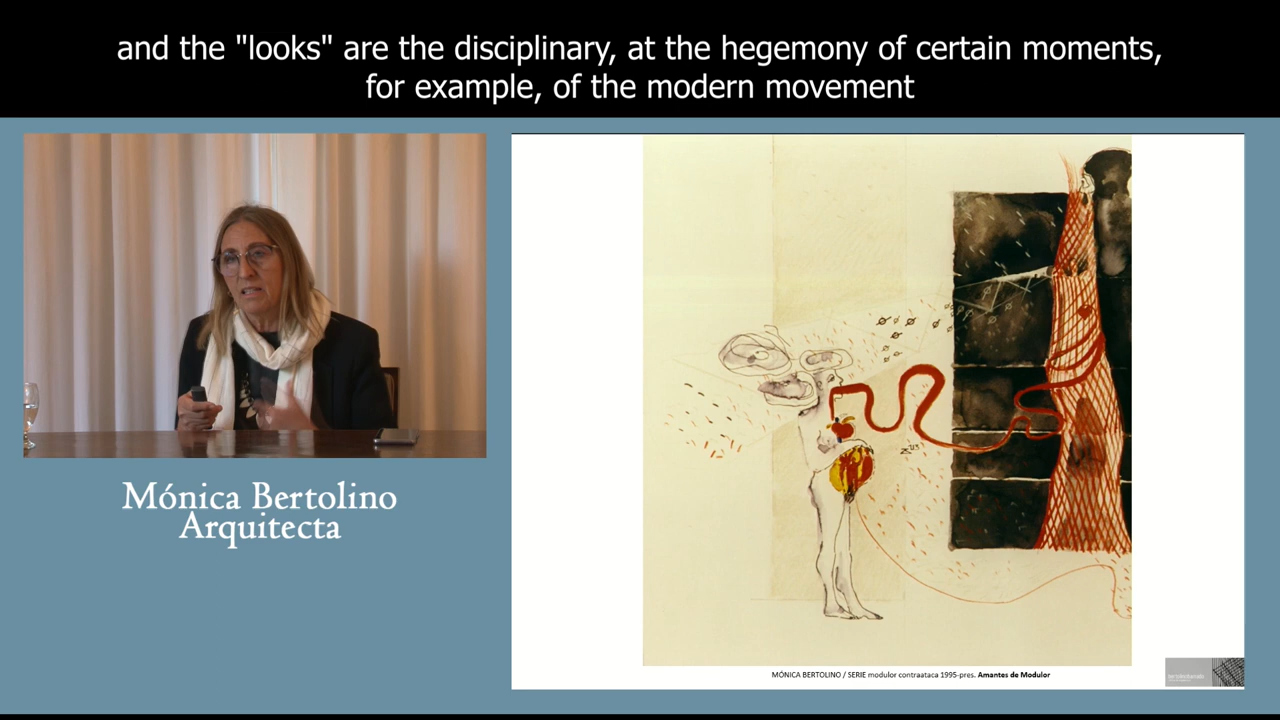 and the "looks" are the disciplinary, at the hegemony of certain moments,
for example, of the modern movement
Mónica Bertolino
Arquitecta
MÓNICA BERTOLINO / SERIE modulor contraataca 1995-pres. Amantes de Modulor